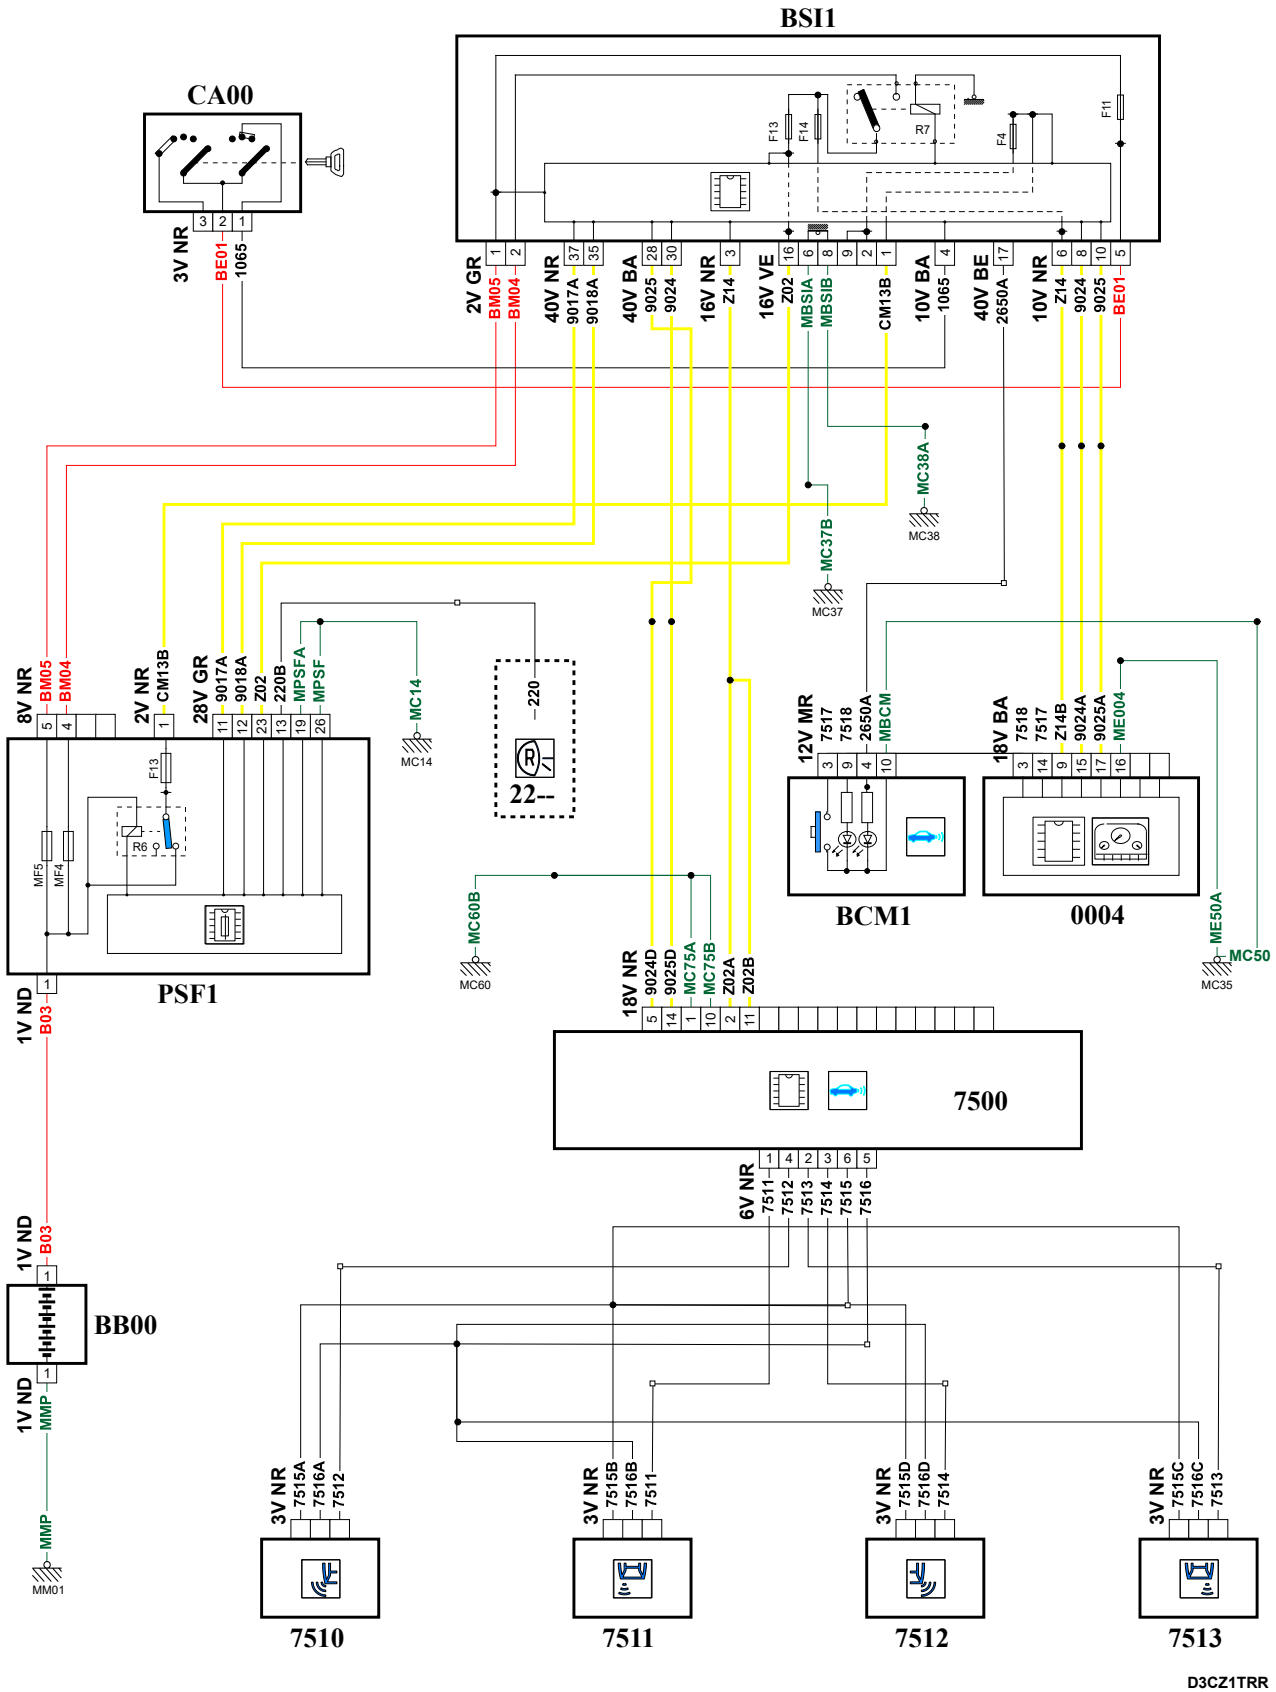 BSI1
CA00
F13
F14
R7
F4
F11
3 2 1
3V NR
BE01
1065
1 2
2V GR
BM05
BM04
37 35
40V NR
9017A
9018A
28 30
40V BA
9025
9024
3
16V NR
Z14
16 6 8 9 2 1
16V VE
Z02
MBSIA
MBSIB
CM13B
4
10V BA
1065
17
40V BE
2650A
6 8 10 5
10V NR
Z14
9024
9025
BE01
MC38A
MC38
MC37B
MC37
8V NR
BM05
BM04
5 4
2V NR
CM13B
1
28V GR
9017A
9018A
Z02
220B
MPSFA
MPSF
11 12 23 13 19 26
MC14
MC14
220
R
22--
F13
R6
MF5
MF4
PSF1
1
1V ND
B03
12V MR
7517
7518
2650A
MBCM
3 9 4 10
BCM1
18V BA
7518
7517
Z14B
9024A
9025A
ME004
3 14 9 15 17 16
0004
ME50A
MC50
MC35
MC60B
MC60
18V NR
9024D
9025D
MC75A
MC75B
Z02A
Z02B
5 14 1 10 2 11
7500
1 4 2 3 6 5
6V NR
7511
7512
7513
7514
7515
7516
1V ND
B03
1
BB00
1
1V ND
MMP
MMP
MM01
3V NR
7515A
7516A
7512
7510
3V NR
7515B
7516B
7511
7511
3V NR
7515D
7516D
7514
7512
3V NR
7515C
7516C
7513
7513
D3CZ1TRR